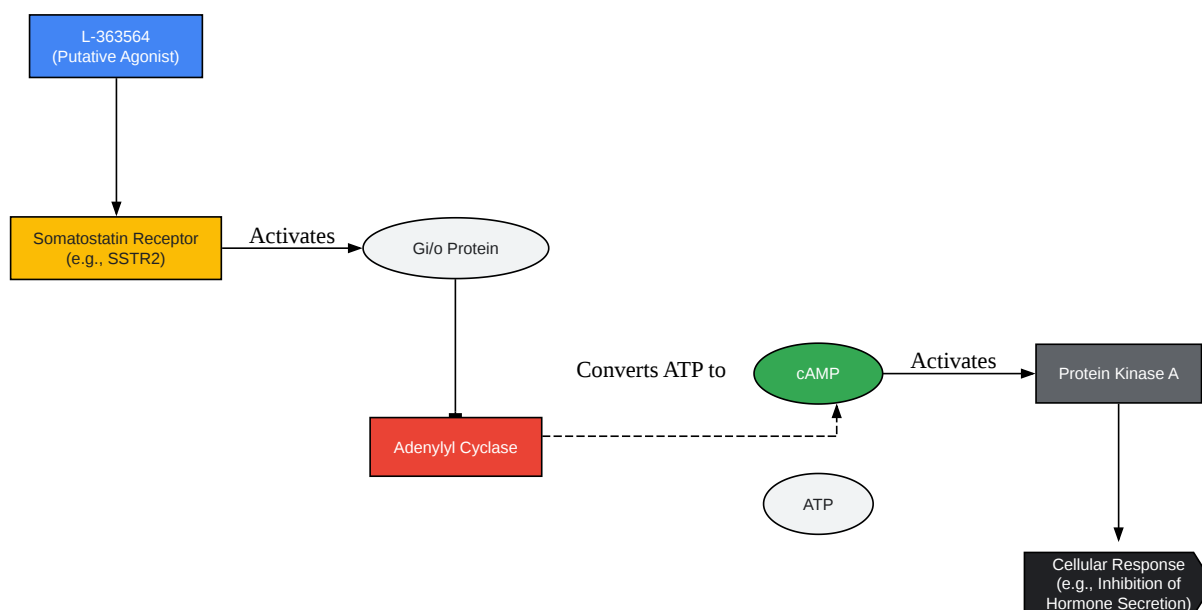 L-363564
(Putative Agonist)
Somatostatin Receptor
(e.g., SSTR2)
Activates
Gi/o Protein
Converts ATP to
cAMP
Activates
Protein Kinase A
Adenylyl Cyclase
ATP
Cellular Response
(e.g., Inhibition of
Hormone Secretion)